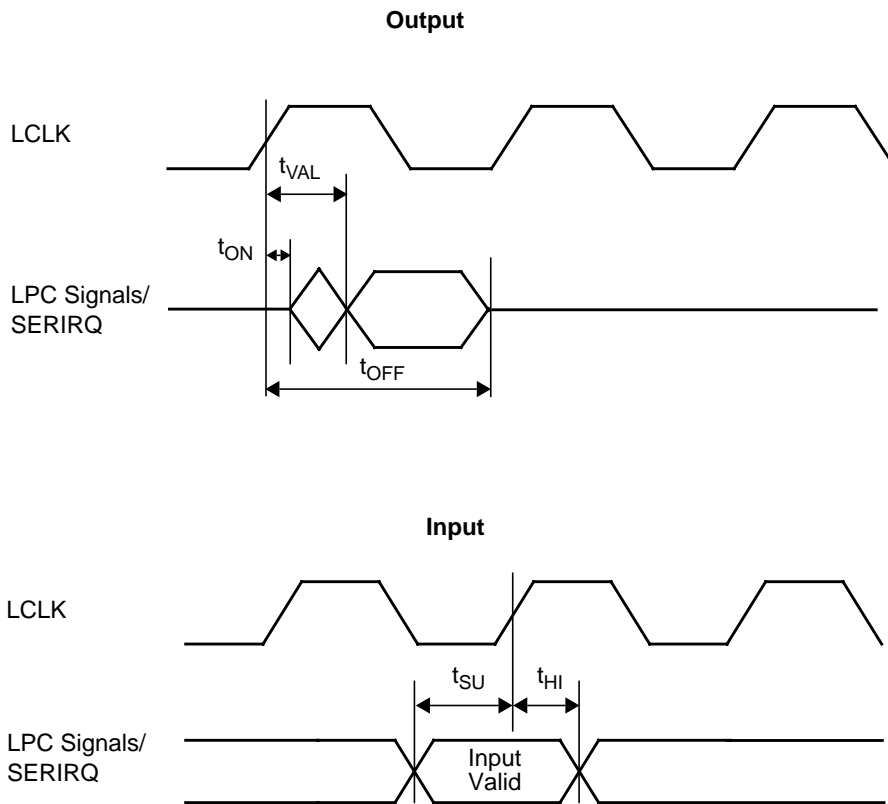 Output
LCLK
tVAL
tON
LPC Signals/
SERIRQ
tOFF
Input
LCLK
tSU
tHI
LPC Signals/
SERIRQ
Input
Valid